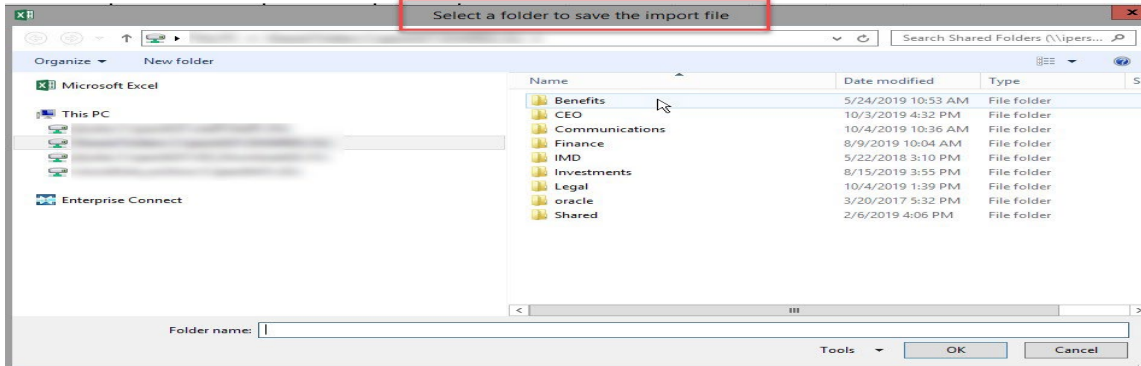 Select a folder to save the import file
Search Shared Folders (\\ipers...
Organize New folder
Microsoft Excel
This PC
Enterprise Connect
Name Date modified Type S
Benefits 5/24/2019 10:53 AM File folder
CEO 10/3/2019 4:32 PM File folder
Communications 10/4/2019 10:36 AM File folder
Finance 8/9/2019 10:04 AM File folder
IMD 5/22/2018 3:10 PM File folder
Investments 8/15/2019 3:55 PM File folder
Legal 10/4/2019 1:39 PM File folder
oracle 3/20/2017 5:32 PM File folder
Shared 2/6/2019 4:06 PM File folder
Folder name:
Tools OK Cancel